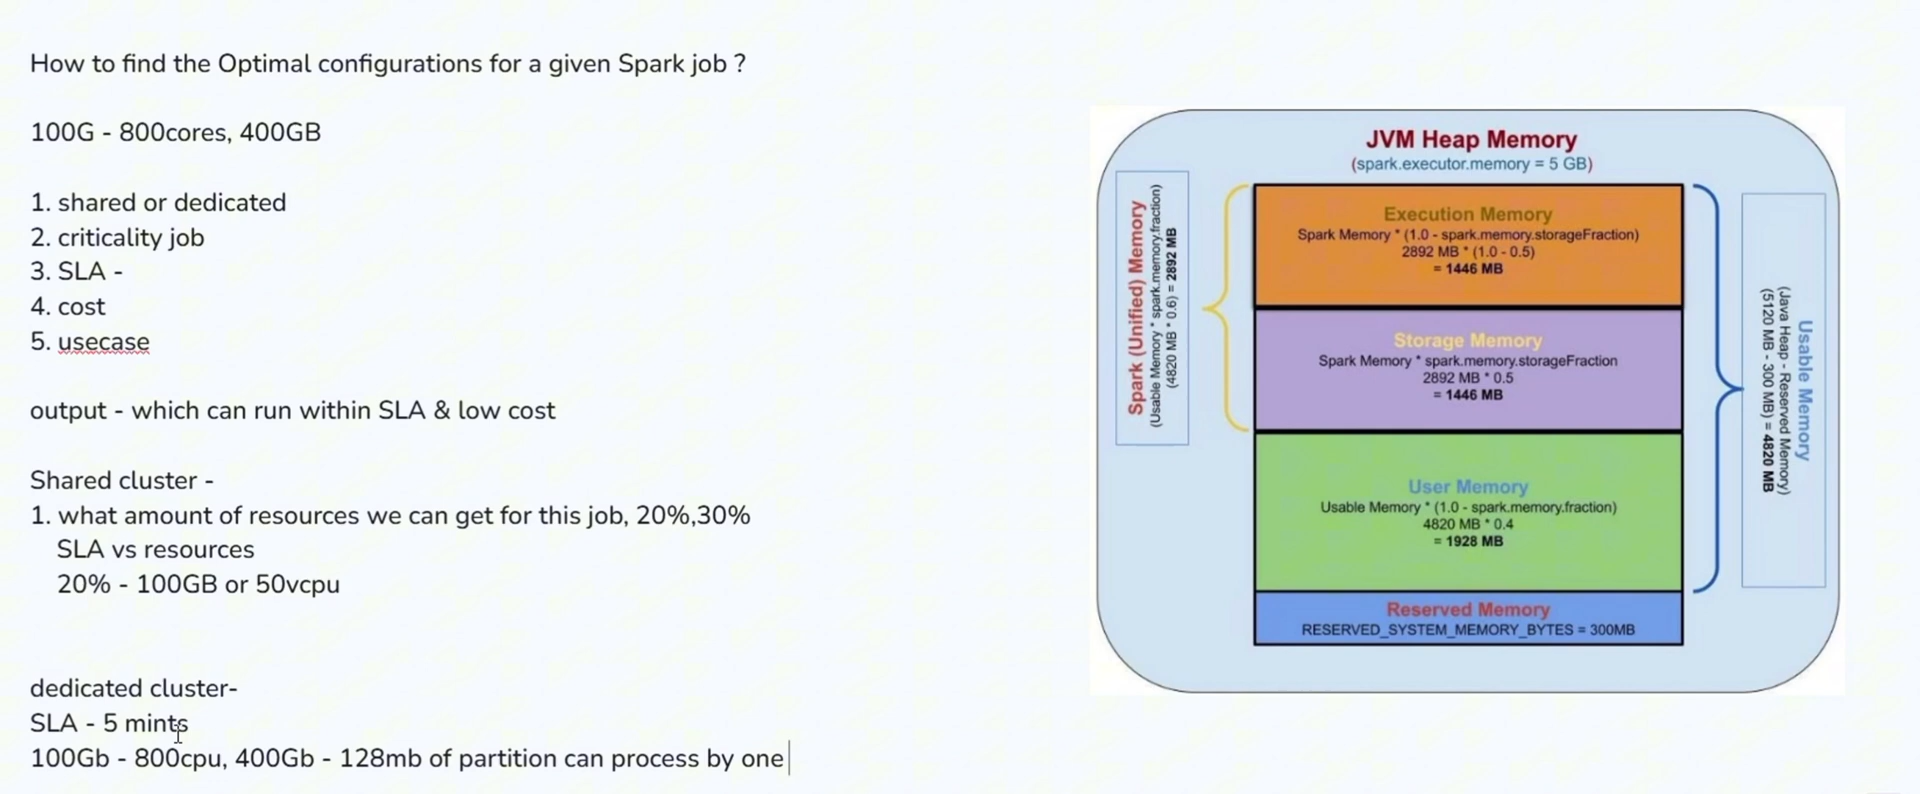 How to find the Optimal configurations for a given Spark job ?
100G - 800cores, 400GB
1. shared or dedicated
2. criticality job
3. SLA -
4. cost
5. usecase
output - which can run within SLA & low cost
Shared cluster -
1. what amount of resources we can get for this job, 20%,30%
SLA vs resources
20% - 100GB or 50vcpu
dedicated cluster-
SLA - 5 mints
100Gb - 800cpu, 400Gb - 128mb of partition can process by one
JVM Heap Memory
(spark.executor.memory = 5 GB)
Spark (Unified) Memory
(Usable Memory * spark.memory.fraction)
(4820 MB * 0.6) = 2892 MB
Execution Memory
Spark Memory * (1.0 - spark.memory.storageFraction)
2892 MB * (1.0 - 0.5)
= 1446 MB
Storage Memory
Spark Memory * spark.memory.storageFraction
2892 MB * 0.5
= 1446 MB
User Memory
Usable Memory * (1.0 - spark.memory.fraction)
4820 MB * 0.4
= 1928 MB
Reserved Memory
RESERVED_SYSTEM_MEMORY_BYTES = 300MB
Usable Memory
(Java Heap - Reserved Memory)
(5120 MB - 300 MB) = 4820 MB